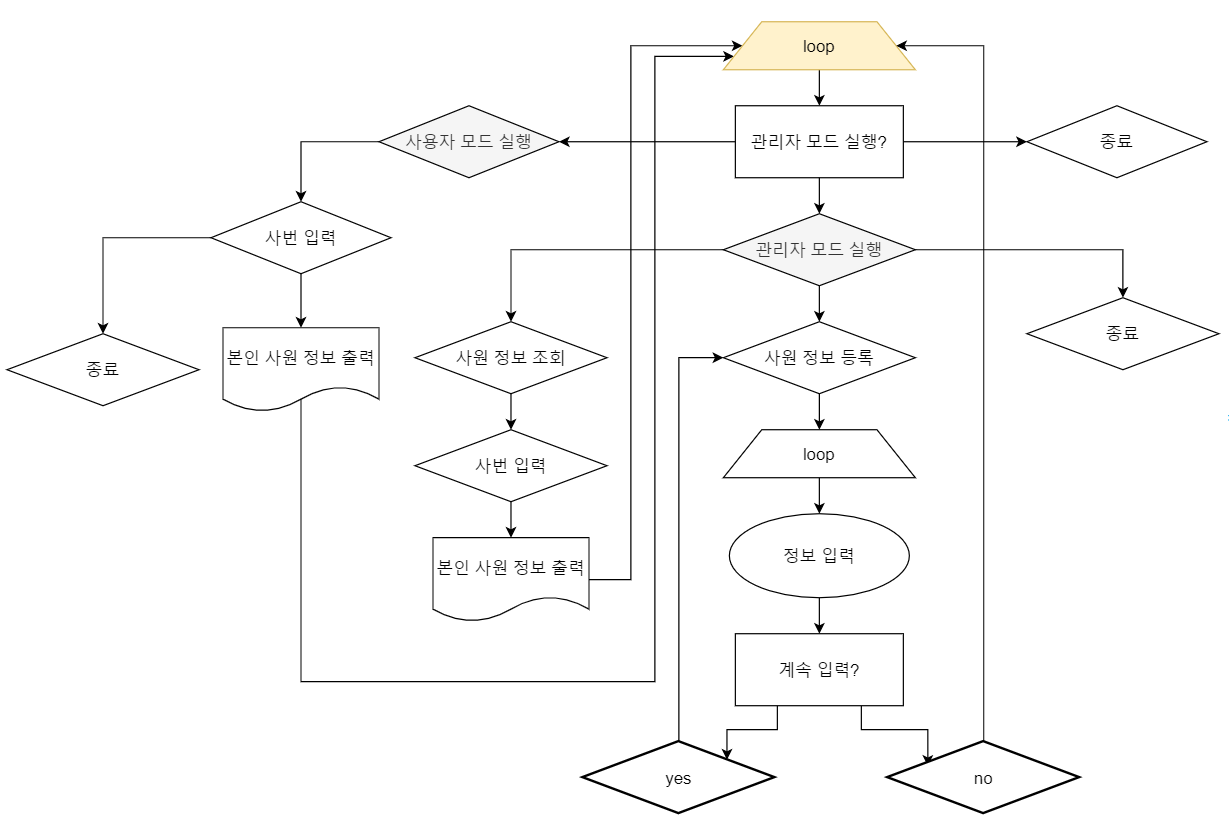 loop
사용자 모드 실행
관리자 모드 실행?
종료
사번 입력
관리자 모드 실행
종료
본인 사원 정보 출력
사원 정보 조회
사원 정보 등록
종료
사번 입력
loop
본인 사원 정보 출력
정보 입력
계속 입력?
yes
no